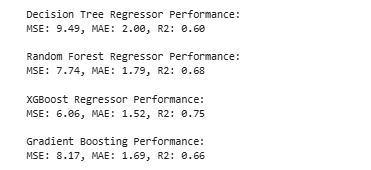 Decision Tree Regressor Performance:
MSE: 9.49, MAE: 2.00, R2: 0.60
Random Forest Regressor Performance:
MSE: 7.74, MAE: 1.79, R2: 0.68
XGBoost Regressor Performance:
MSE: 6.06, MAE: 1.52, R2: 0.75
Gradient Boosting Performance:
MSE: 8.17, MAE: 1.69, R2: 0.66